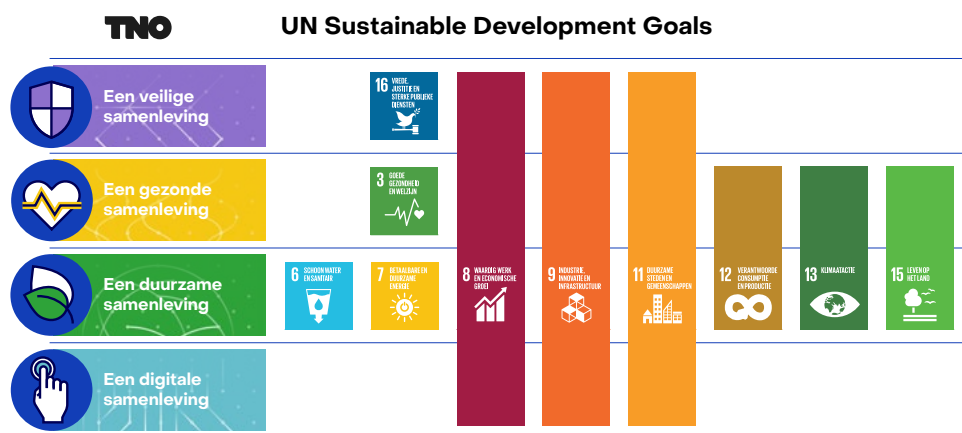 TNO
UN Sustainable Development Goals
Een veilige
samenleving
16 VREDE,
JUSTITIE EN
STERKE PUBLIEKE
DIENSTEN
Een gezonde
samenleving
3 GOEDE
GEZONDHEID
EN WELZIJN
Een duurzame
samenleving
6 SCHOON WATER
EN SANITAIR
7 BETAALBARE EN
DUURZAME
ENERGIE
8 WAARDIG WERK
EN ECONOMISCHE
GROEI
9 INDUSTRIE,
INNOVATIE EN
INFRASTRUCTUUR
11 DUURZAME
STEDEN EN
GEMEENSCHAPPEN
12 VERANTWOORDE
CONSUMPTIE
EN PRODUCTIE
13 KLIMAATACTIE
15 LEVEN OP
HET LAND
Een digitale
samenleving